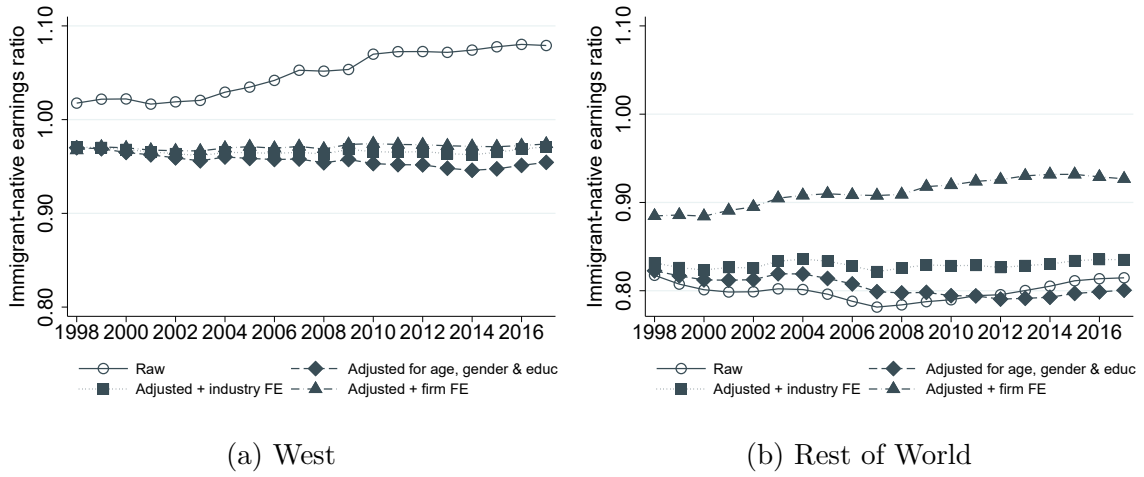 Immigrant-native earnings ratio
1.10
1.00
0.90
0.80
1998 2000 2002 2004 2006 2008 2010 2012 2014 2016
Raw
Adjusted for age, gender & educ
Adjusted + industry FE
Adjusted + firm FE
(a) West
Immigrant-native earnings ratio
1.10
1.00
0.90
0.80
1998 2000 2002 2004 2006 2008 2010 2012 2014 2016
Raw
Adjusted for age, gender & educ
Adjusted + industry FE
Adjusted + firm FE
(b) Rest of World